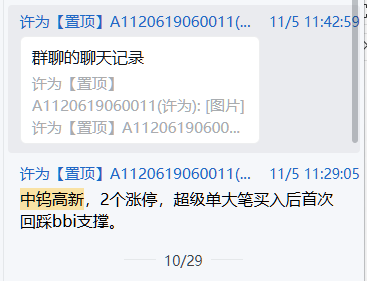 许为【置顶】A1120619060011(... 11/5 11:42:59
群聊的聊天记录
许为【置顶】
A1120619060011(许为): [图片]
许为【置顶】A11206190600...
许为【置顶】A1120619060011(... 11/5 11:29:05
中钨高新，2个涨停，超级单大笔买入后首次
回踩bbi支撑。
10/29